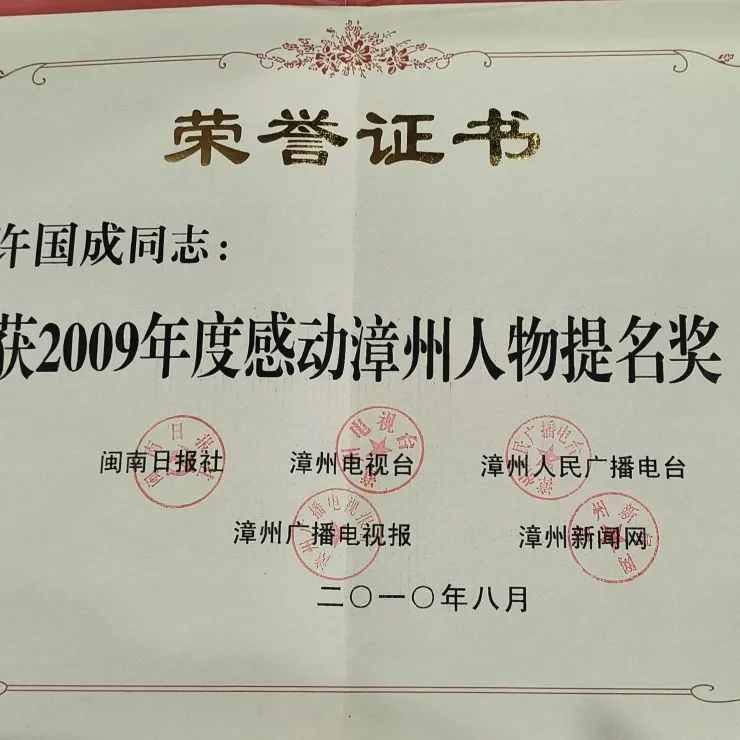 荣誉证书
许国成同志：
获2009年度感动漳州人物提名奖
闽南日报社 漳州电视台 漳州人民广播电台
漳州广播电视报 漳州新闻网
二〇一〇年八月